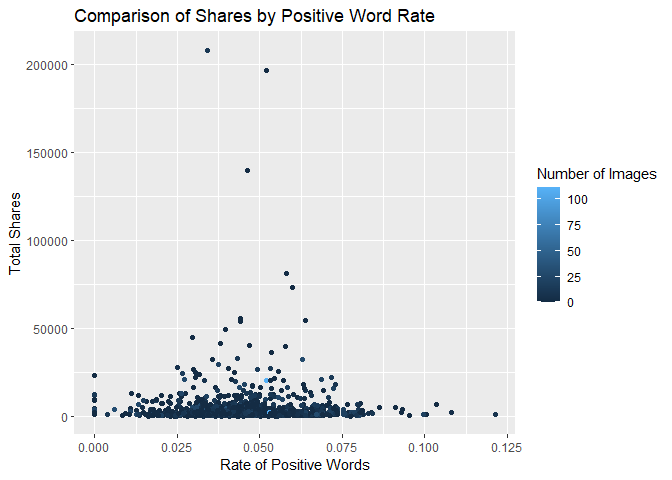 Comparison of Shares by Positive Word Rate
200000
150000
100000
50000
0
Total Shares
0.000 0.025 0.050 0.075 0.100 0.125
Rate of Positive Words
Number of Images
100
75
50
25
0